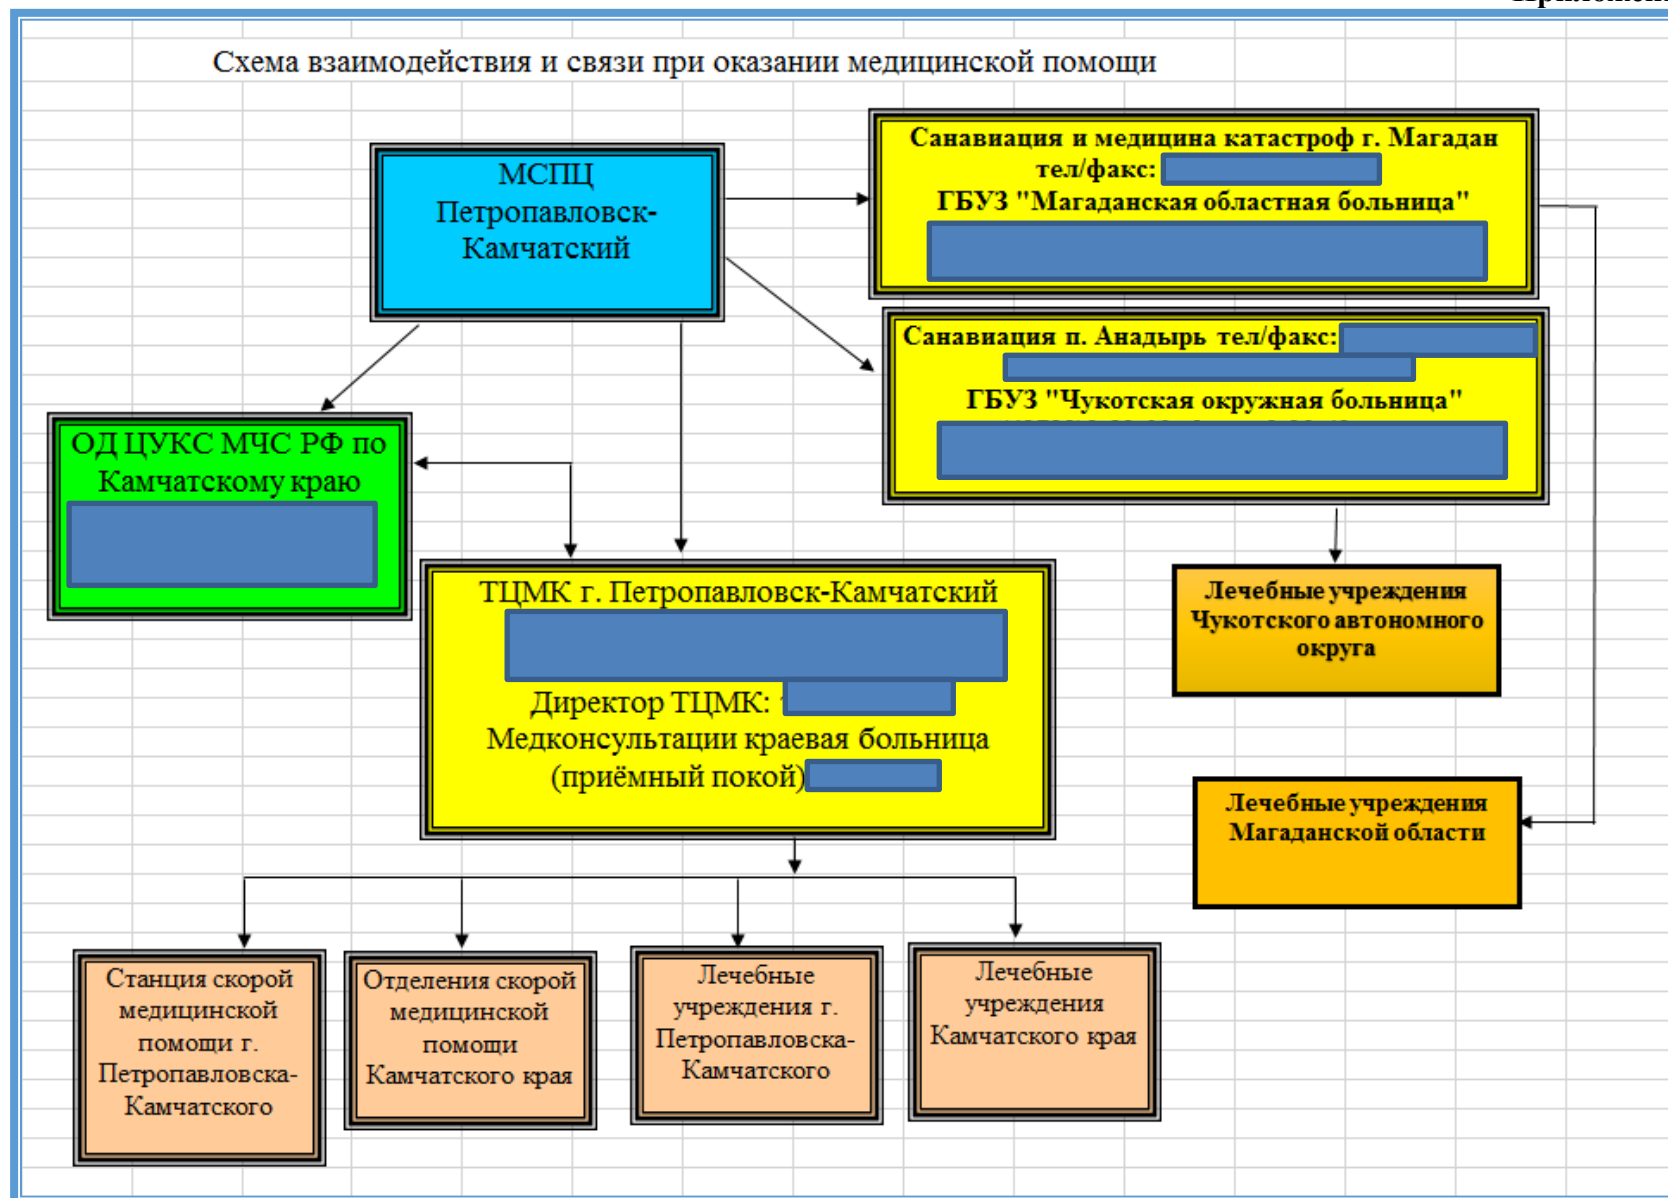 Схема взаимодействия и связи при оказании медицинской помощи
МСПЦ
Петропавловск-
Камчатский
Санавиация и медицина катастроф г. Магадан
тел/факс:
ГБУЗ "Магаданская областная больница"
Санавиация п. Анадырь тел/факс:
ГБУЗ "Чукотская окружная больница"
ОД ЦУКС МЧС РФ по
Камчатскому краю
ТЦМК г. Петропавловск-Камчатский
Директор ТЦМК:
Медконсультации краевая больница
(приёмный покой)
Лечебные учреждения
Чукотского автономного
округа
Лечебные учреждения
Магаданской области
Станция скорой
медицинской
помощи г.
Петропавловска-
Камчатского
Отделения скорой
медицинской
помощи
Камчатского края
Лечебные
учреждения г.
Петропавловска-
Камчатского
Лечебные
учреждения
Камчатского края